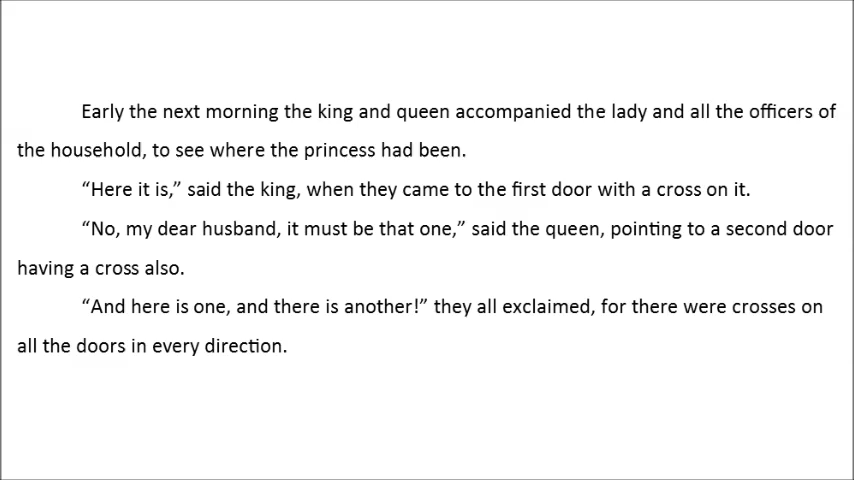 Early the next morning the king and queen accompanied the lady and all the officers of
the household, to see where the princess had been.
“Here it is,” said the king, when they came to the first door with a cross on it.
“No, my dear husband, it must be that one,” said the queen, pointing to a second door
having a cross also.
“And here is one, and there is another!” they all exclaimed, for there were crosses on
all the doors in every direction.